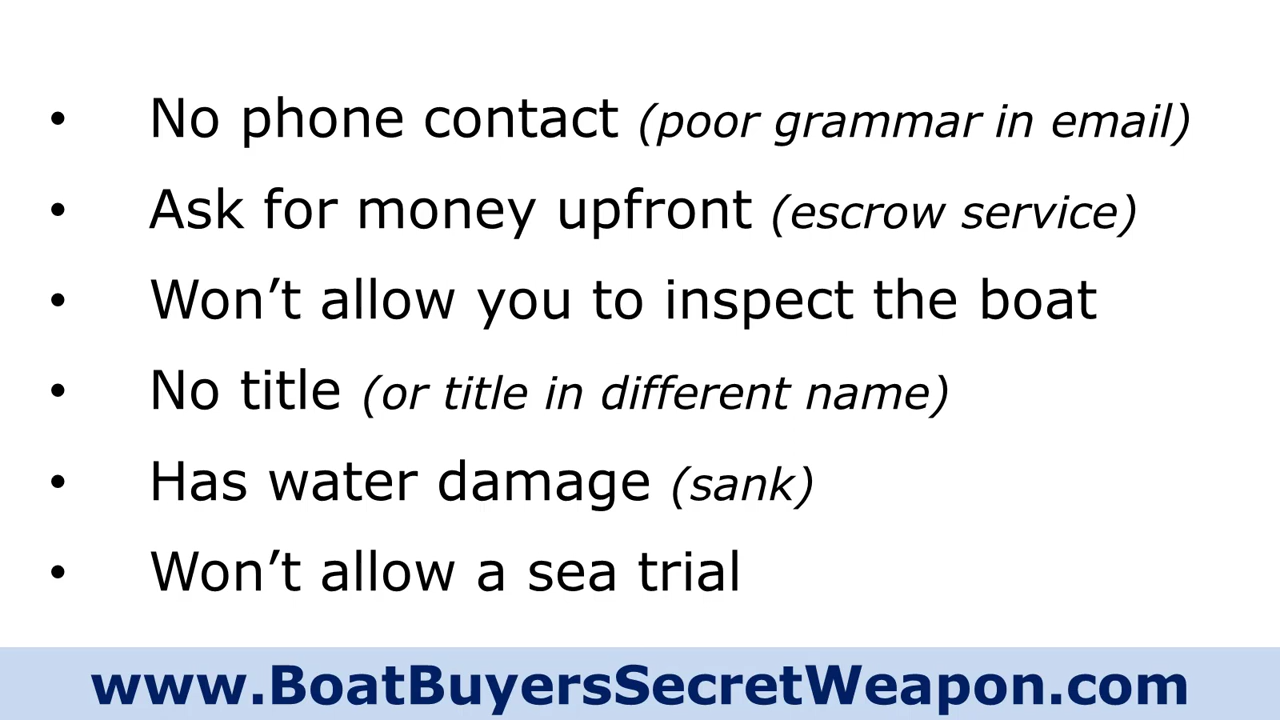 • No phone contact (poor grammar in email)
• Ask for money upfront (escrow service)
• Won’t allow you to inspect the boat
• No title (or title in different name)
• Has water damage (sank)
• Won’t allow a sea trial
www.BoatBuyersSecretWeapon.com